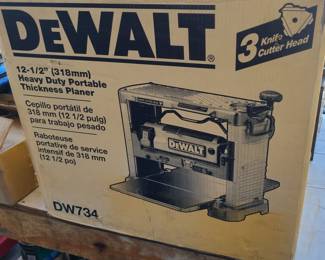 DEWALT®
3 Knife
Cutter Head
12-1/2" (318mm)
Heavy Duty Portable
Thickness Planer
Cepillo portátil de
318 mm (12 1/2 pulg)
para trabajo pesado
Raboteuse
portative de service
intensif de 318 mm
(12 1/2 po)
DEWALT
DW734